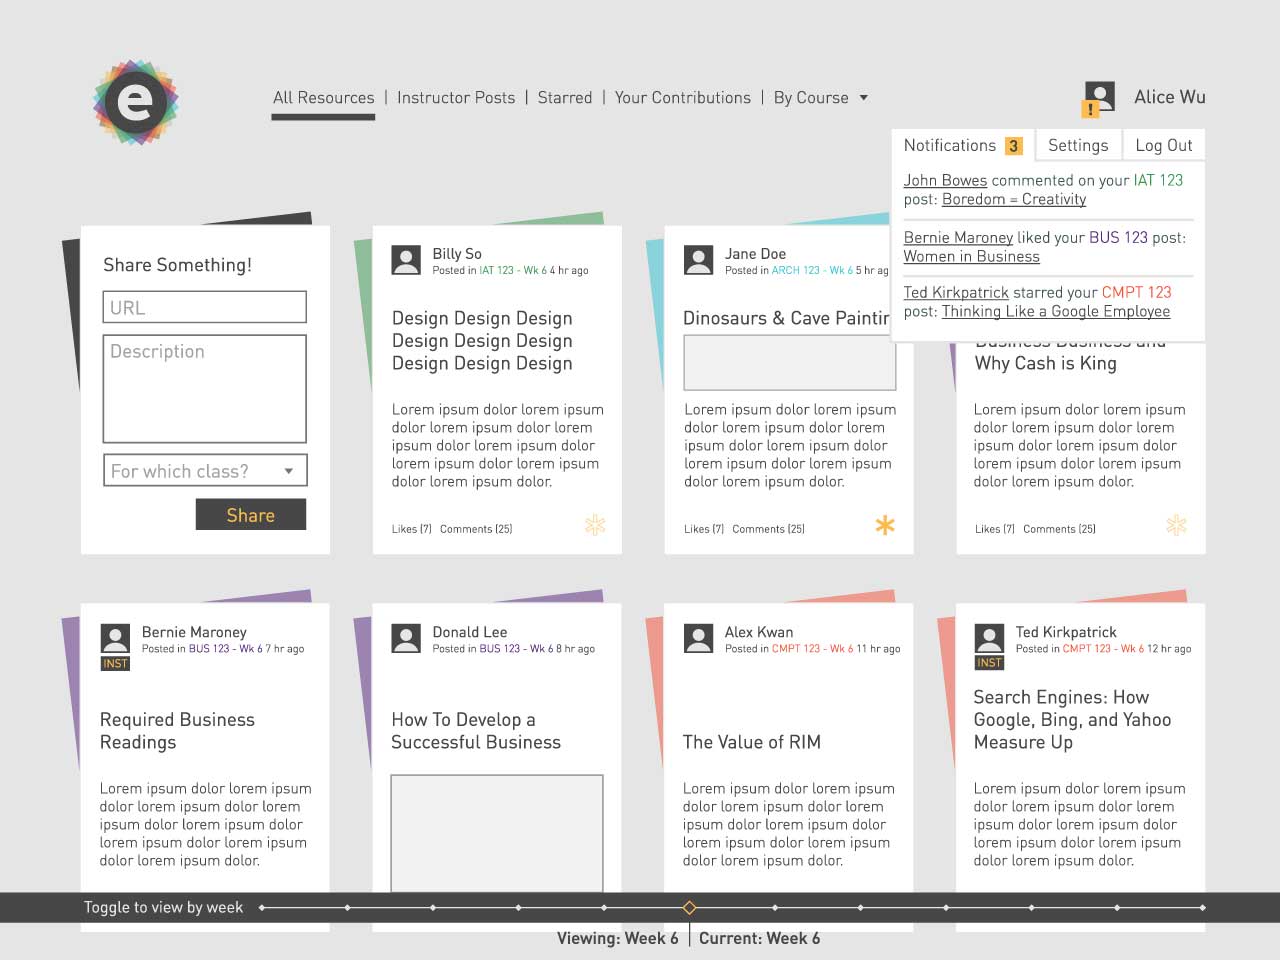 e
All Resources | Instructor Posts | Starred | Your Contributions | By Course
! Alice Wu
Notifications 3 Settings Log Out
John Bowes commented on your IAT 123
post: Boredom = Creativity
Bernie Maroney liked your BUS 123 post:
Women in Business
Ted Kirkpatrick starred your CMPT 123
post: Thinking Like a Google Employee
Share Something!
URL
Description
For which class?
Share
Billy So
Posted in IAT 123 - Wk 6 4 hr ago
Design Design Design
Design Design Design
Design Design Design
Lorem ipsum dolor lorem ipsum
dolor lorem ipsum dolor lorem
ipsum dolor lorem ipsum dolor
lorem ipsum dolor lorem ipsum
dolor lorem ipsum dolor.
Likes (7) Comments (25)
Jane Doe
Posted in ARCH 123 - Wk 6 5 hr ag
Dinosaurs & Cave Paintin
Lorem ipsum dolor lorem ipsum
dolor lorem ipsum dolor lorem
ipsum dolor lorem ipsum dolor
lorem ipsum dolor lorem ipsum
dolor lorem ipsum dolor.
Likes (7) Comments (25)
Business Business and
Why Cash is King
Lorem ipsum dolor lorem ipsum
dolor lorem ipsum dolor lorem
ipsum dolor lorem ipsum dolor
lorem ipsum dolor lorem ipsum
dolor lorem ipsum dolor.
Likes (7) Comments (25)
Bernie Maroney
Posted in BUS 123 - Wk 6 7 hr ago
INST
Required Business
Readings
Lorem ipsum dolor lorem ipsum
dolor lorem ipsum dolor lorem
ipsum dolor lorem ipsum dolor
lorem ipsum dolor lorem ipsum
dolor lorem ipsum dolor.
Donald Lee
Posted in BUS 123 - Wk 6 8 hr ago
How To Develop a
Successful Business
Alex Kwan
Posted in CMPT 123 - Wk 6 11 hr ago
The Value of RIM
Lorem ipsum dolor lorem ipsum
dolor lorem ipsum dolor lorem
ipsum dolor lorem ipsum dolor
lorem ipsum dolor lorem ipsum
dolor lorem ipsum dolor.
Ted Kirkpatrick
Posted in CMPT 123 - Wk 6 12 hr ago
INST
Search Engines: How
Google, Bing, and Yahoo
Measure Up
Lorem ipsum dolor lorem ipsum
dolor lorem ipsum dolor lorem
ipsum dolor lorem ipsum dolor
lorem ipsum dolor lorem ipsum
dolor lorem ipsum dolor.
Toggle to view by week
Viewing: Week 6 | Current: Week 6